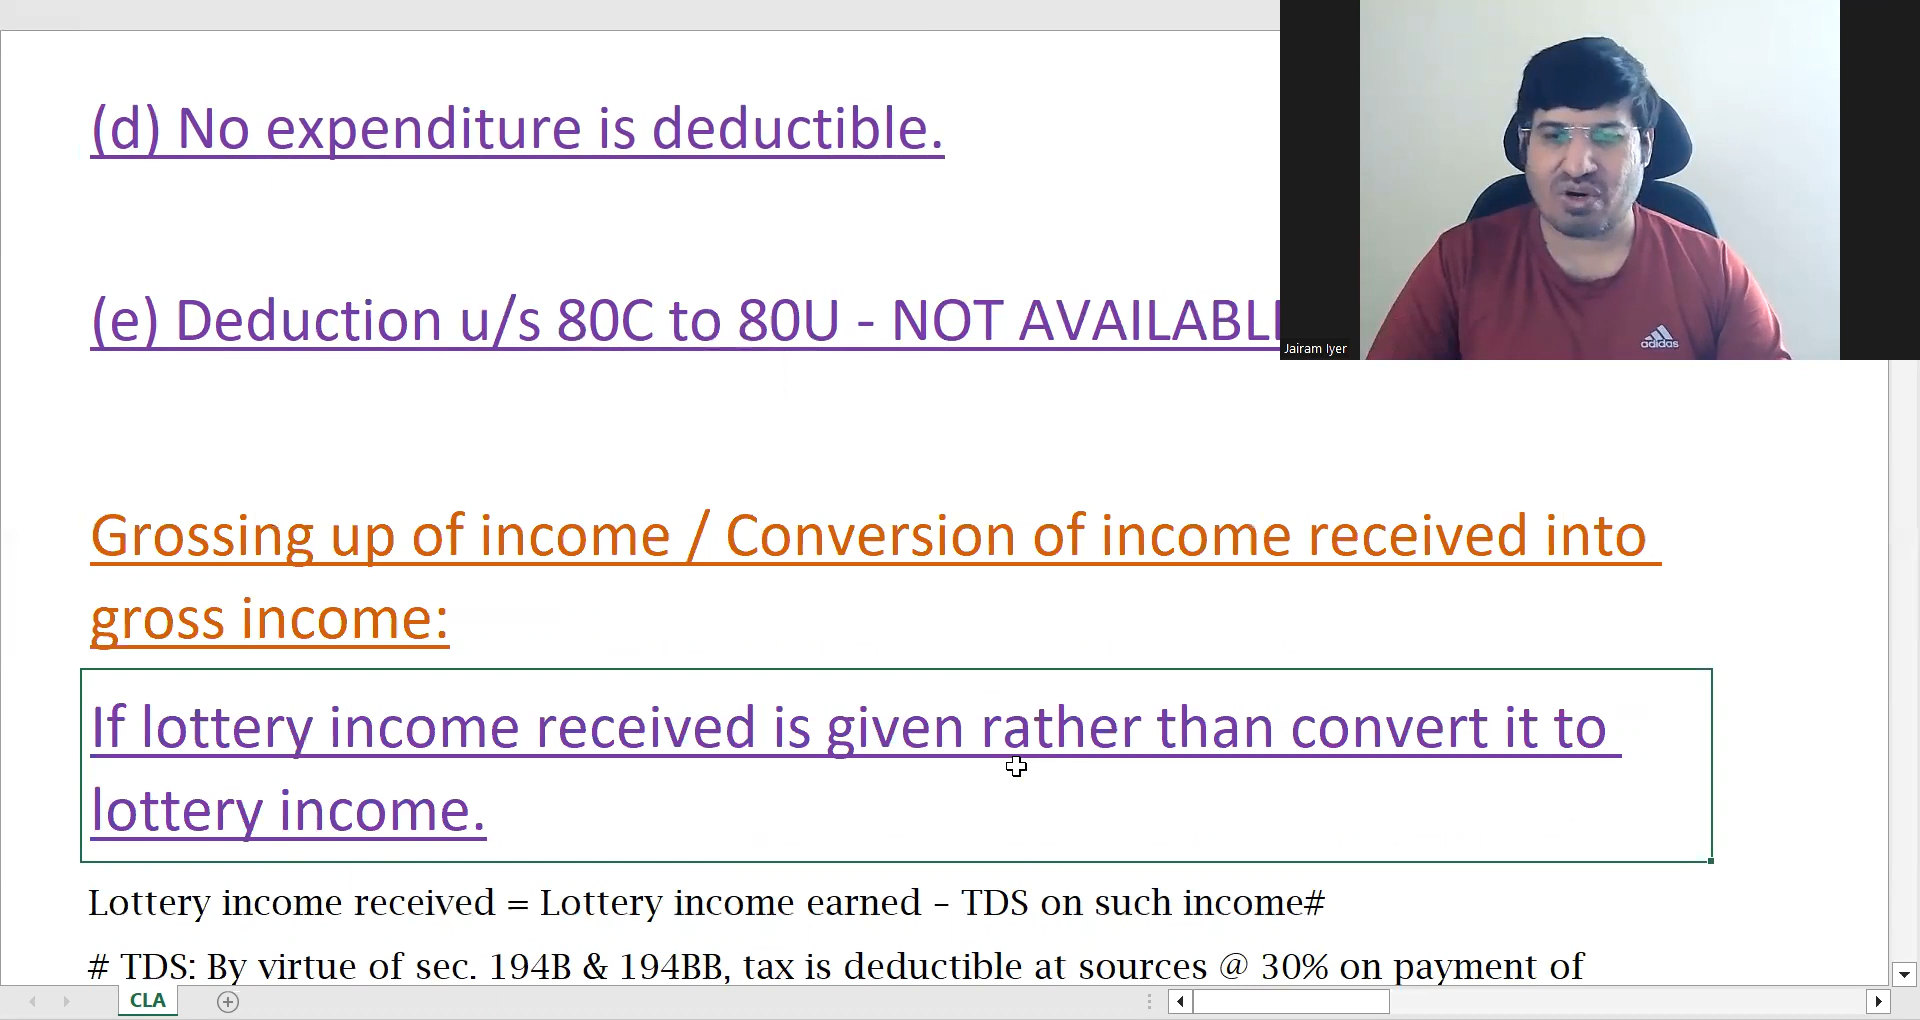 (d) No expenditure is deductible.
(e) Deduction u/s 80C to 80U - NOT AVAILABL
Jairam Iyer
adidas
Grossing up of income / Conversion of income received into
gross income:
If lottery income received is given rather than convert it to
lottery income.
Lottery income received = Lottery income earned – TDS on such income#
# TDS: By virtue of sec. 194B & 194BB, tax is deductible at sources @ 30% on payment of
CLA